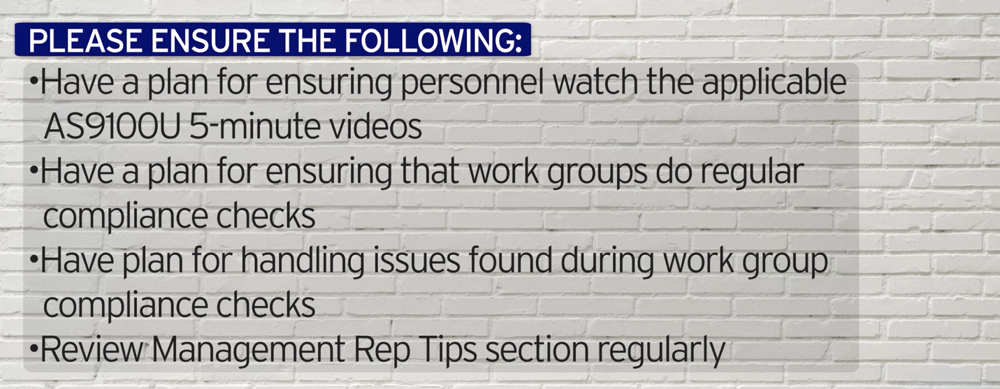 PLEASE ENSURE THE FOLLOWING:
•Have a plan for ensuring personnel watch the applicable
AS9100U 5-minute videos
•Have a plan for ensuring that work groups do regular
compliance checks
•Have plan for handling issues found during work group
compliance checks
•Review Management Rep Tips section regularly